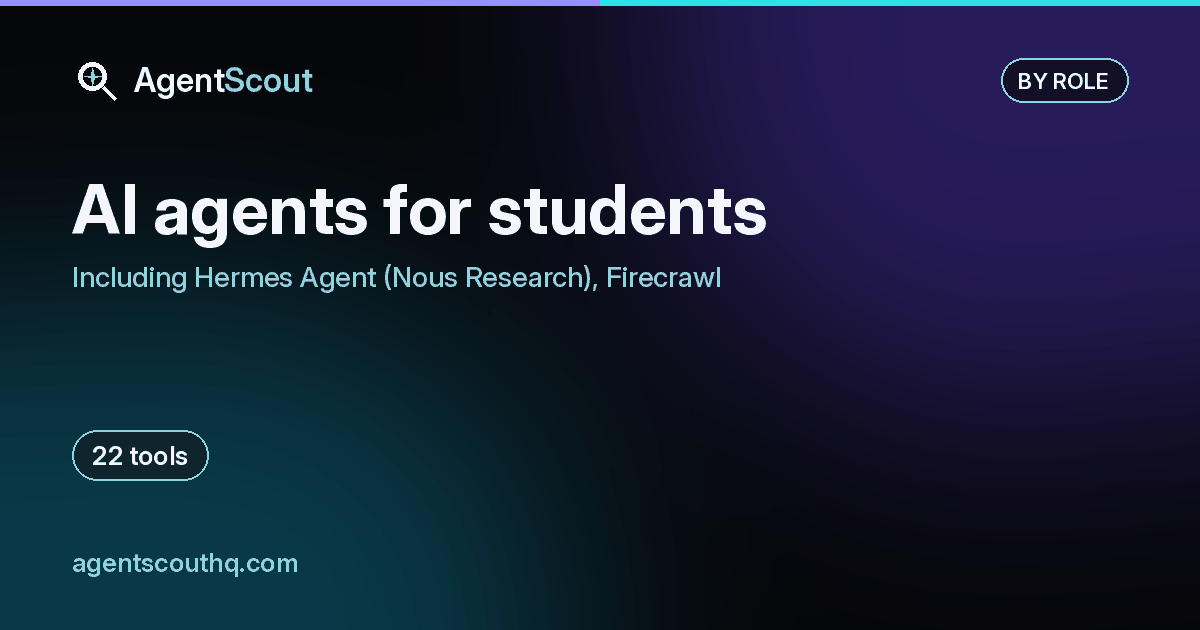 AgentScout
BY ROLE
AI agents for students
Including Hermes Agent (Nous Research), Firecrawl
22 tools
agentscouthq.com